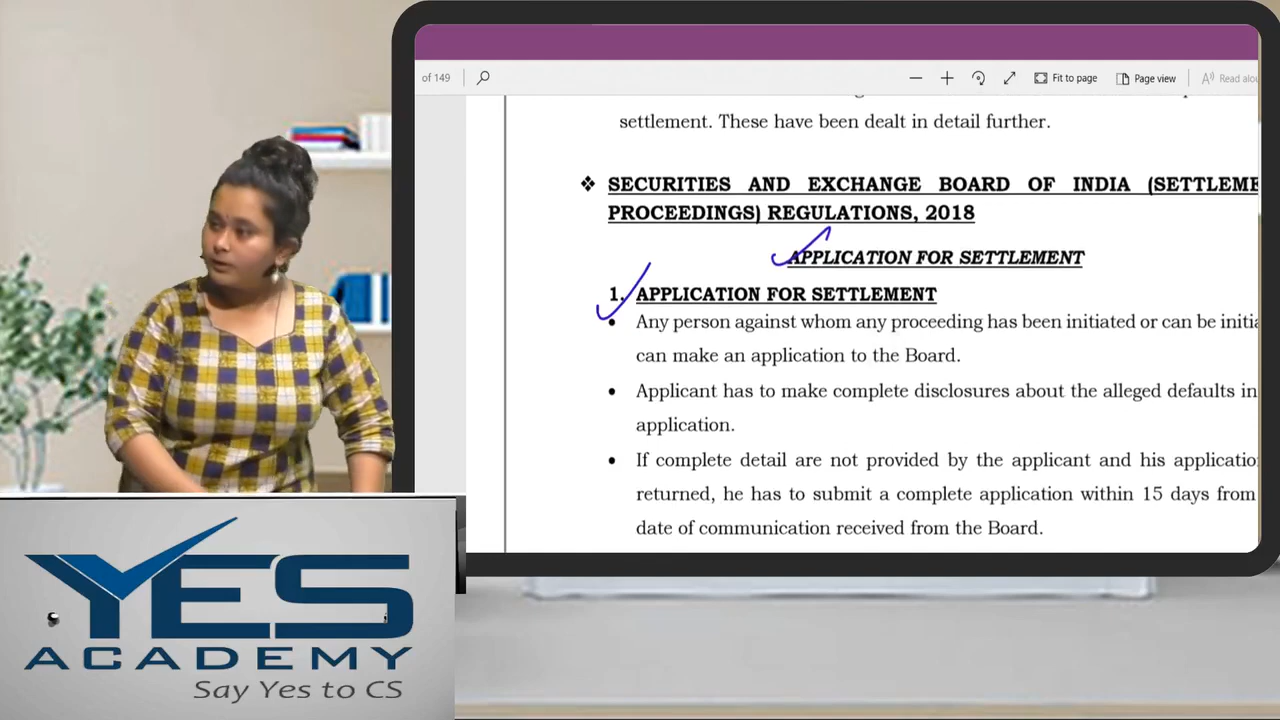 of 149
Fit to page
Page view
Read
settlement. These have been dealt in detail further.
❖ SECURITIES AND EXCHANGE BOARD OF INDIA (SETTLEME
PROCEEDINGS) REGULATIONS, 2018
APPLICATION FOR SETTLEMENT
1. APPLICATION FOR SETTLEMENT
• Any person against whom any proceeding has been initiated or can be initia
can make an application to the Board.
• Applicant has to make complete disclosures about the alleged defaults in
application.
• If complete detail are not provided by the applicant and his applicatio
returned, he has to submit a complete application within 15 days from
date of communication received from the Board.
YES
ACADEMY
Say Yes to CS